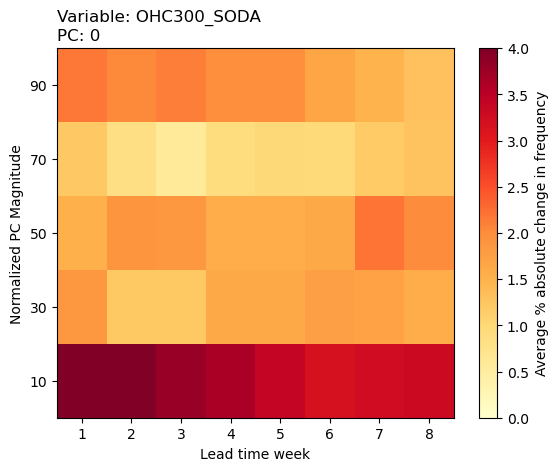 Variable: OHC300_SODA
PC: 0
90
70
50
30
10
Normalized PC Magnitude
1 2 3 4 5 6 7 8
Lead time week
4.0
3.5
3.0
2.5
2.0
1.5
1.0
0.5
0.0
Average % absolute change in frequency